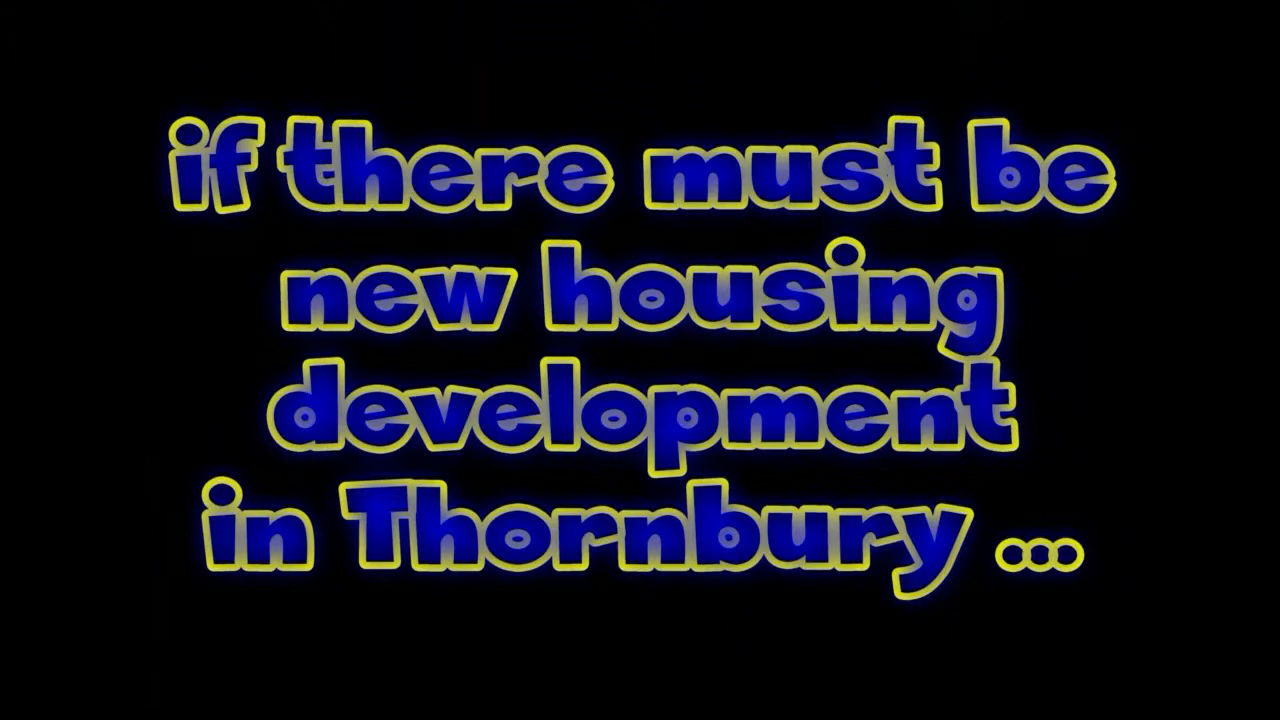 if there must be
new housing
development
in Thornbury ...